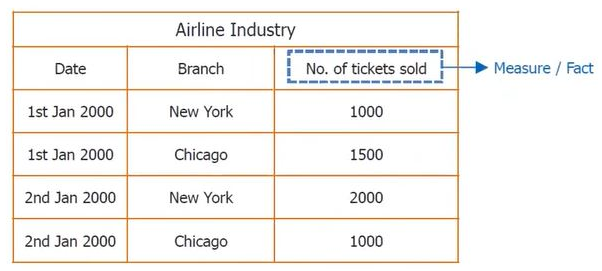 Airline Industry
Date Branch No. of tickets sold Measure / Fact
1st Jan 2000 New York 1000
1st Jan 2000 Chicago 1500
2nd Jan 2000 New York 2000
2nd Jan 2000 Chicago 1000